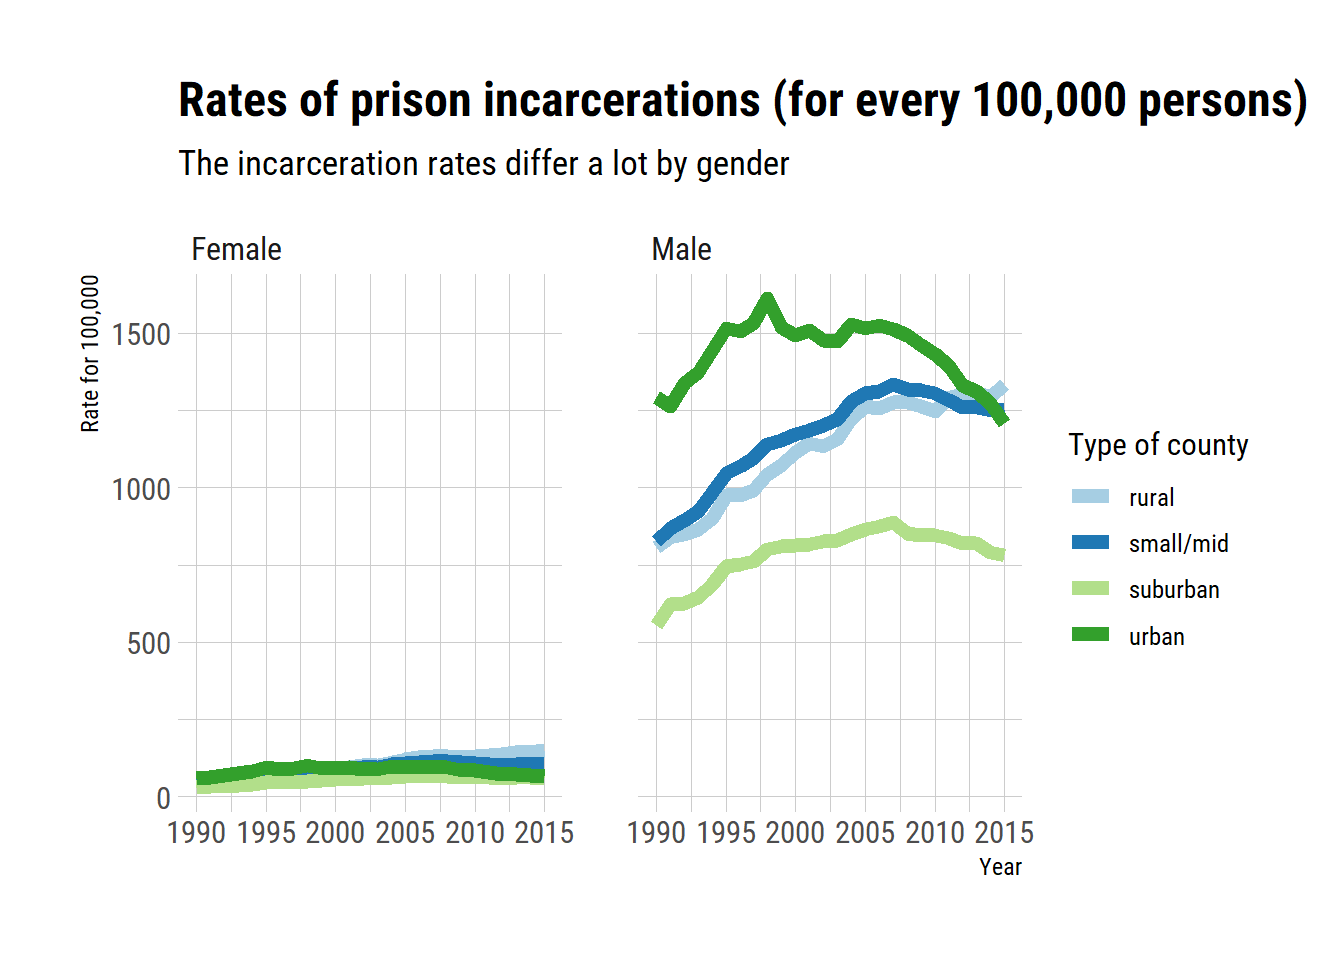 Rates of prison incarcerations (for every 100,000 persons)
The incarceration rates differ a lot by gender
Female
Male
Rate for 100,000
1500
1000
500
0
1990 1995 2000 2005 2010 2015
1990 1995 2000 2005 2010 2015
Year
Type of county
rural
small/mid
suburban
urban